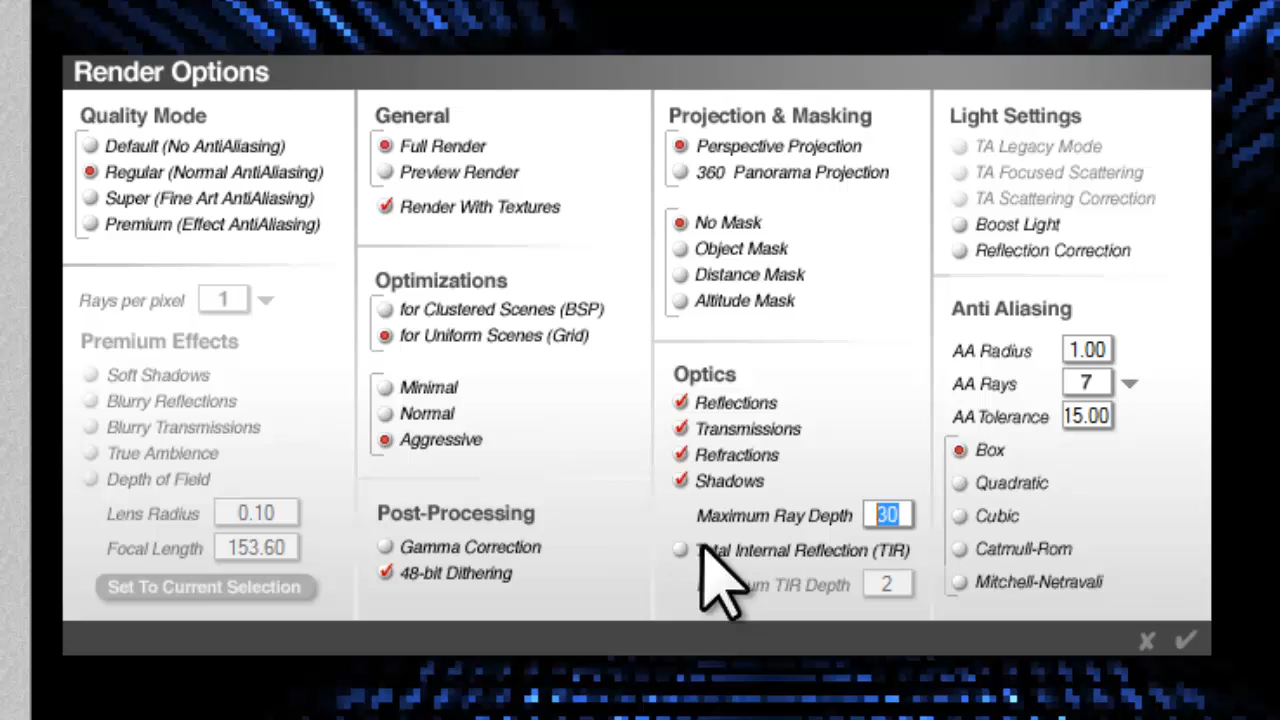 Render Options
Quality Mode
Default (No AntiAliasing)
Regular (Normal AntiAliasing)
Super (Fine Art AntiAliasing)
Premium (Effect AntiAliasing)
Rays per pixel 1
Premium Effects
Soft Shadows
Blurry Reflections
Blurry Transmissions
True Ambience
Depth of Field
Lens Radius 0.10
Focal Length 153.60
Set To Current Selection
General
Full Render
Preview Render
Render With Textures
Optimizations
for Clustered Scenes (BSP)
for Uniform Scenes (Grid)
Minimal
Normal
Aggressive
Post-Processing
Gamma Correction
48-bit Dithering
Projection & Masking
Perspective Projection
360 Panorama Projection
No Mask
Object Mask
Distance Mask
Altitude Mask
Optics
Reflections
Transmissions
Refractions
Shadows
Maximum Ray Depth 30
Internal Reflection (TIR)
TIR Depth 2
Light Settings
TA Legacy Mode
TA Focused Scattering
TA Scattering Correction
Boost Light
Reflection Correction
Anti Aliasing
AA Radius 1.00
AA Rays 7
AA Tolerance 15.00
Box
Quadratic
Cubic
Catmull-Rom
Mitchell-Netravali